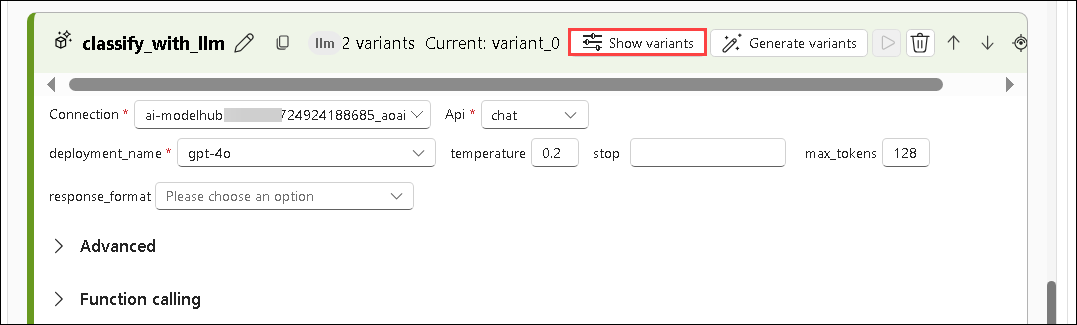 classify_with_llm llm 2 variants Current: variant_0 Show variants Generate variants
Connection * ai-modelhub 724924188685_aoai Api * chat
deployment_name * gpt-4o temperature 0.2 stop max_tokens 128
response_format Please choose an option
Advanced
Function calling